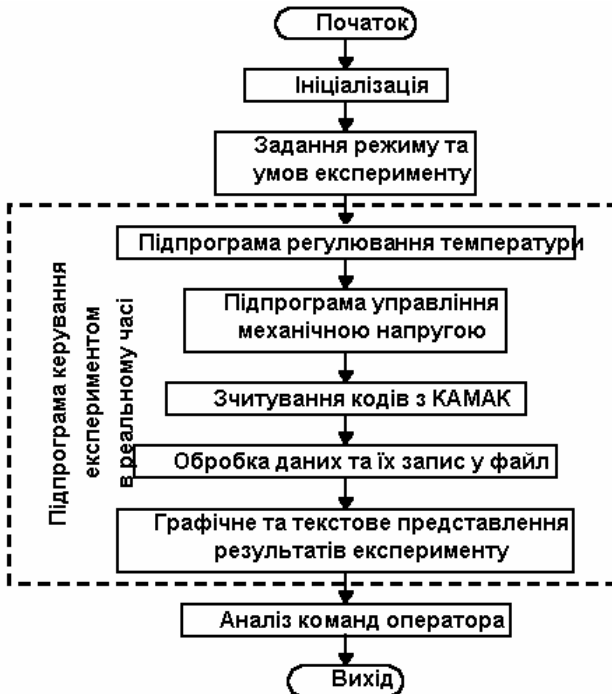 Початок
Ініціалізація
Задання режиму та
умов експерименту
Підпрограма керування
експериментом
в реальному часі
Підпрограма регулювання температури
Підпрограма управління
механічною напругою
Зчитування кодів з КАМАК
Обробка даних та їх запис у файл
Графічне та текстове представлення
результатів експерименту
Аналіз команд оператора
Вихід